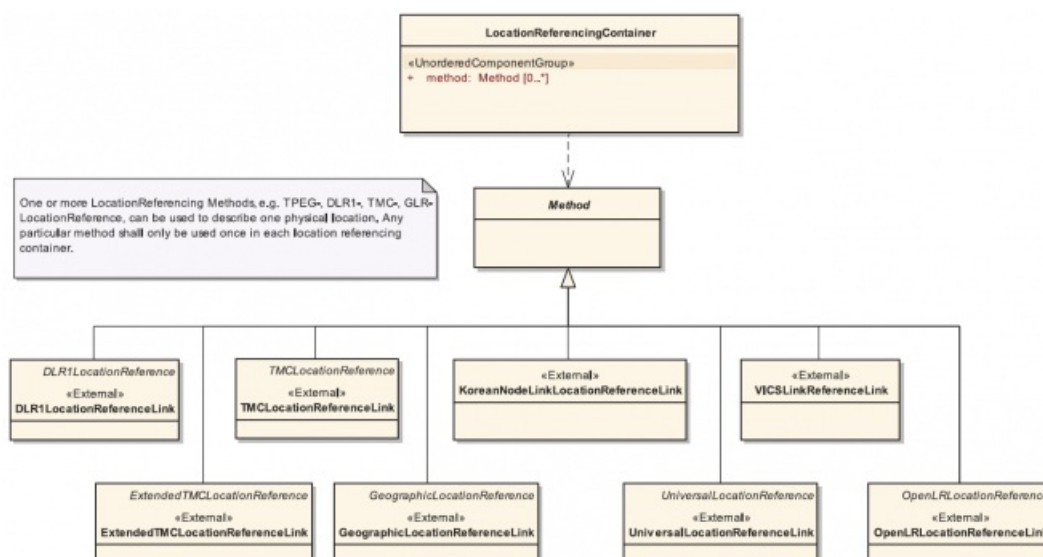 LocationReferencingContainer
«UnorderedComponentGroup»
+ method: Method [0..*]
One or more LocationReferencing Methods, e.g. TPEG-, DLR1-, TMC-, GLR-
LocationReference, can be used to describe one physical location. Any
particular method shall only be used once in each location referencing
container.
Method
DLR1LocationReference
«External»
DLR1LocationReferenceLink
TMCLocationReference
«External»
TMCLocationReferenceLink
«External»
KoreanNodeLinkLocationReferenceLink
«External»
VICSLinkReferenceLink
ExtendedTMCLocationReference
«External»
ExtendedTMCLocationReferenceLink
GeographicLocationReference
«External»
GeographicLocationReferenceLink
UniversalLocationReference
«External»
UniversalLocationReferenceLink
OpenLRLocationReference
«External»
OpenLRLocationReferenceLink